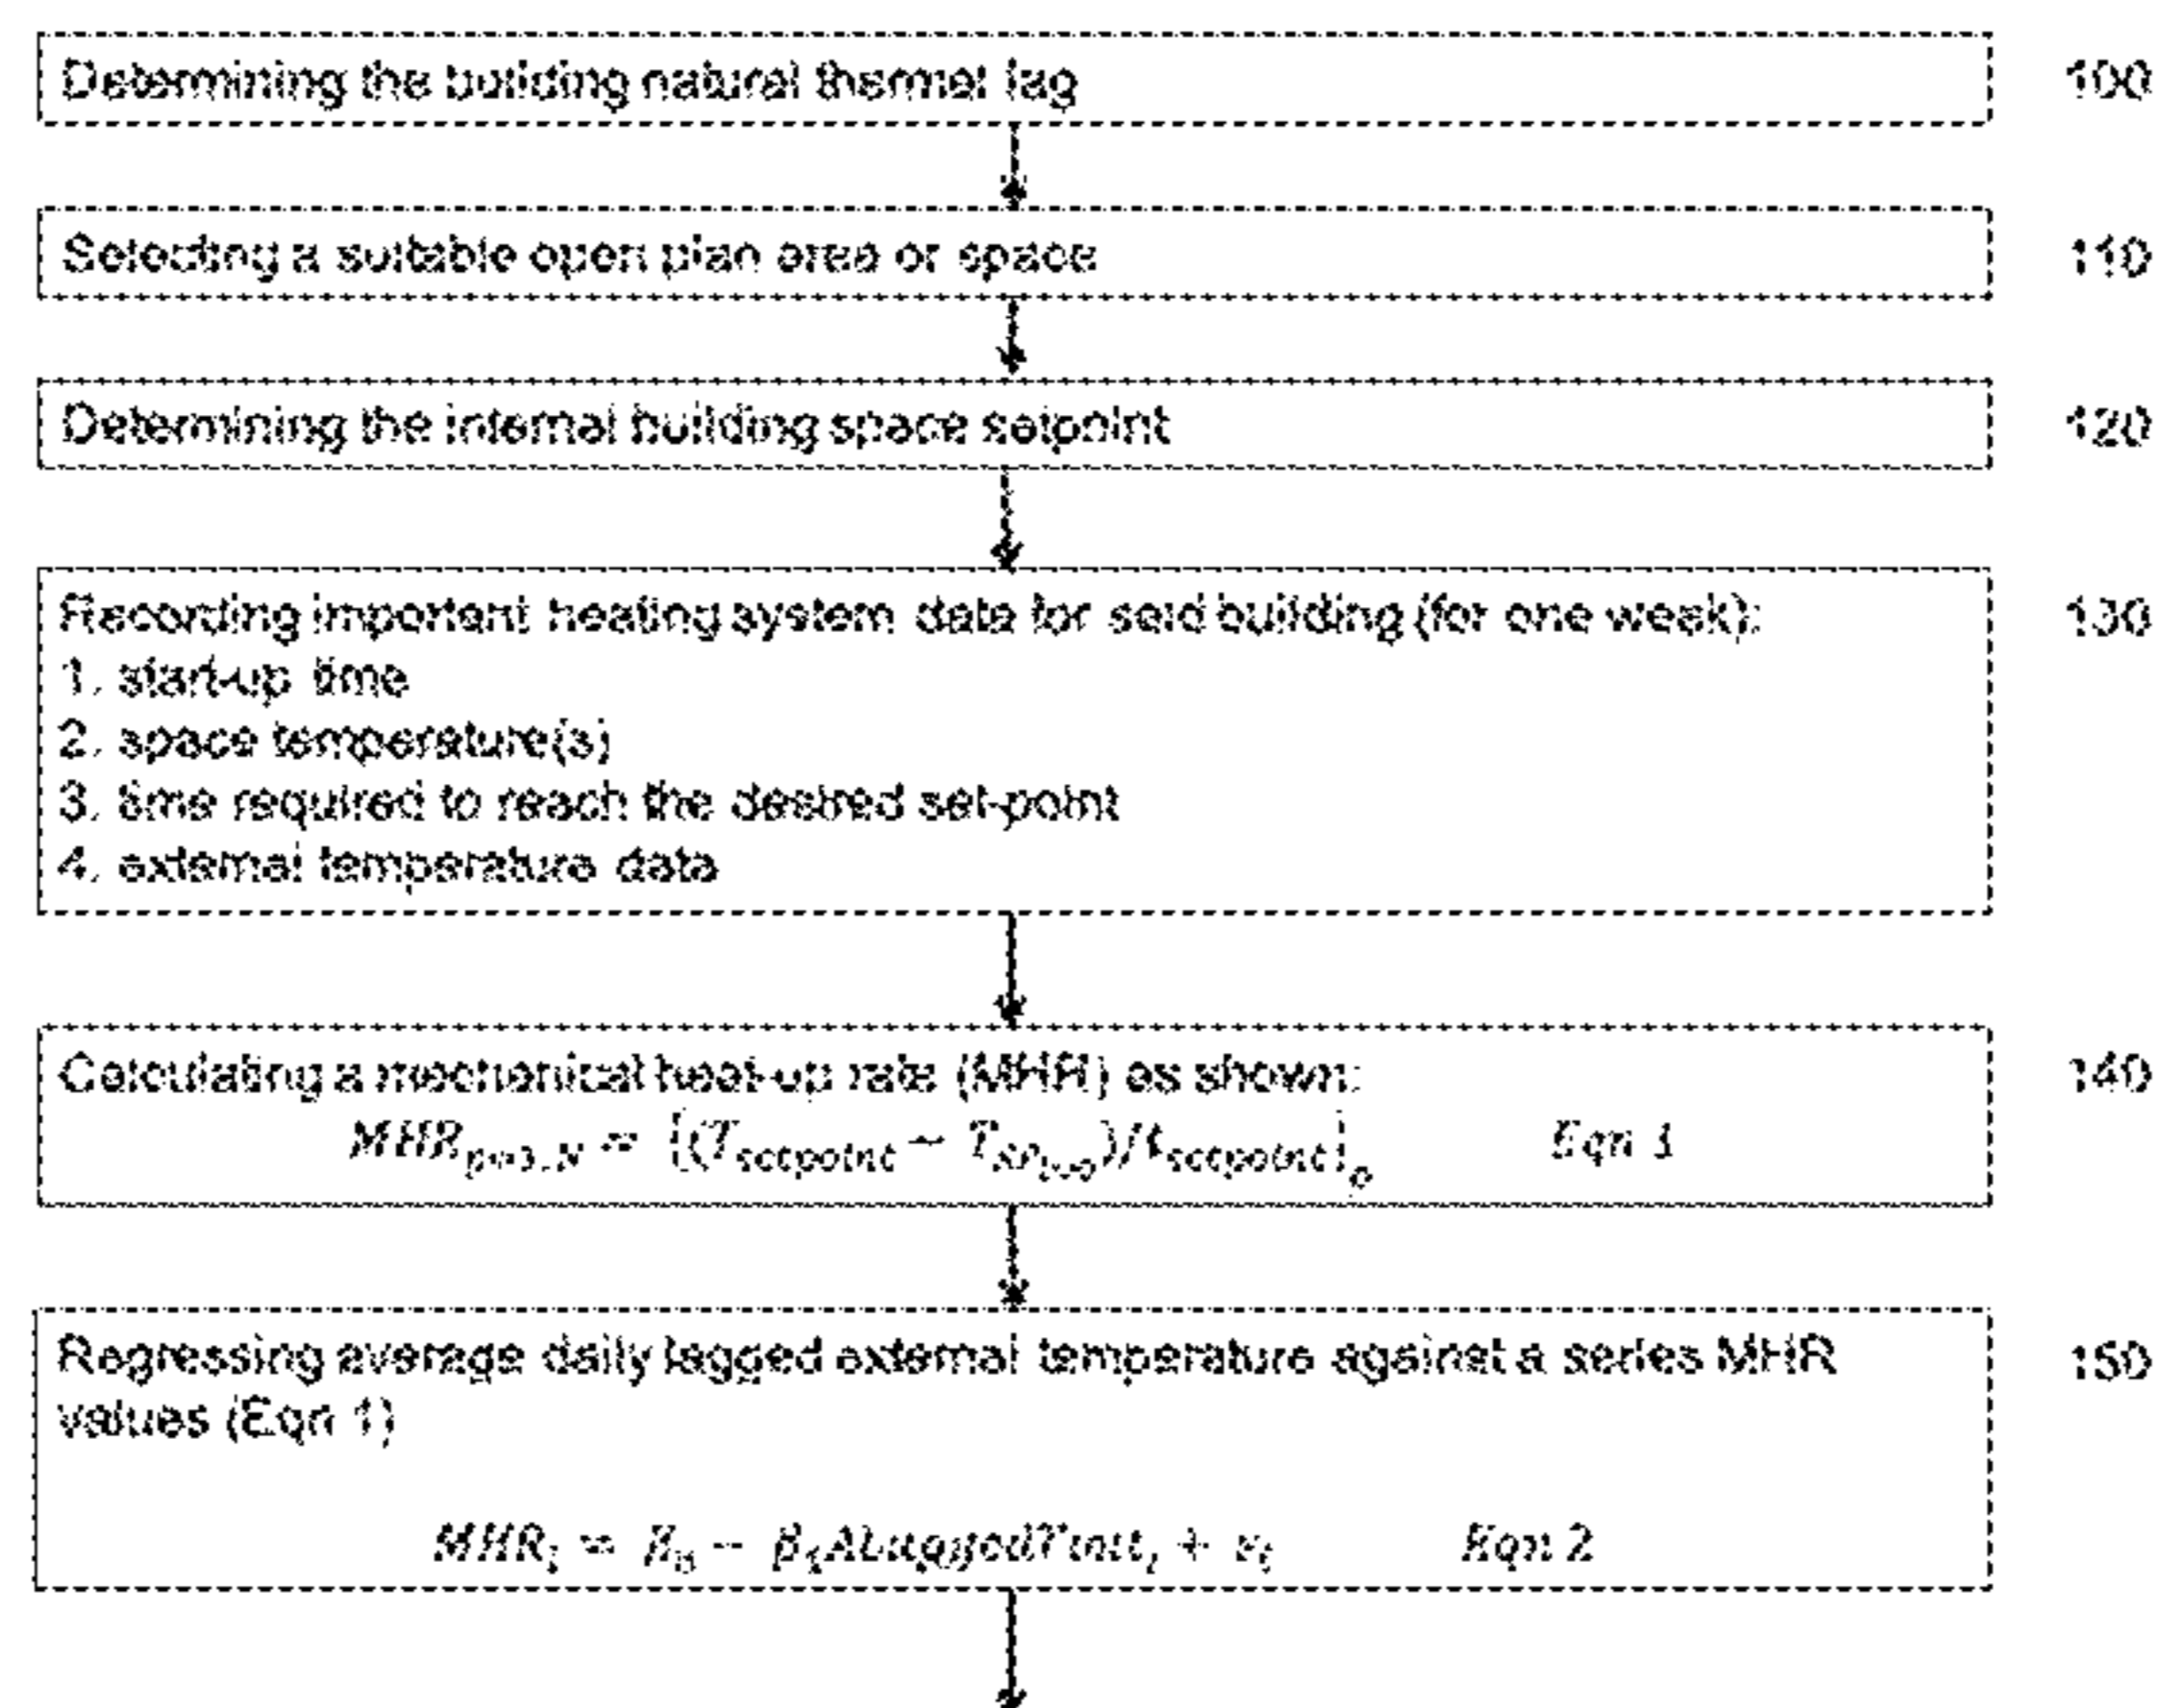 Determining the building natural thermal lag 100
Selecting a suitable open plan area or space 110
Determining the internal building space setpoint 120
Recording important heating system data for said building (for one week): 130
1. start-up time
2. space temperature(s)
3. time required to reach the desired set-point
4. external temperature data
Calculating a mechanical heat-up rate (MHR) as shown: 140
= [(T_setpoint − )/t_setpoint] Eqn 1
Regressing average daily lagged external temperature against a series MHR 150
values (Eqn 1)
MHR_i = Eqn 2